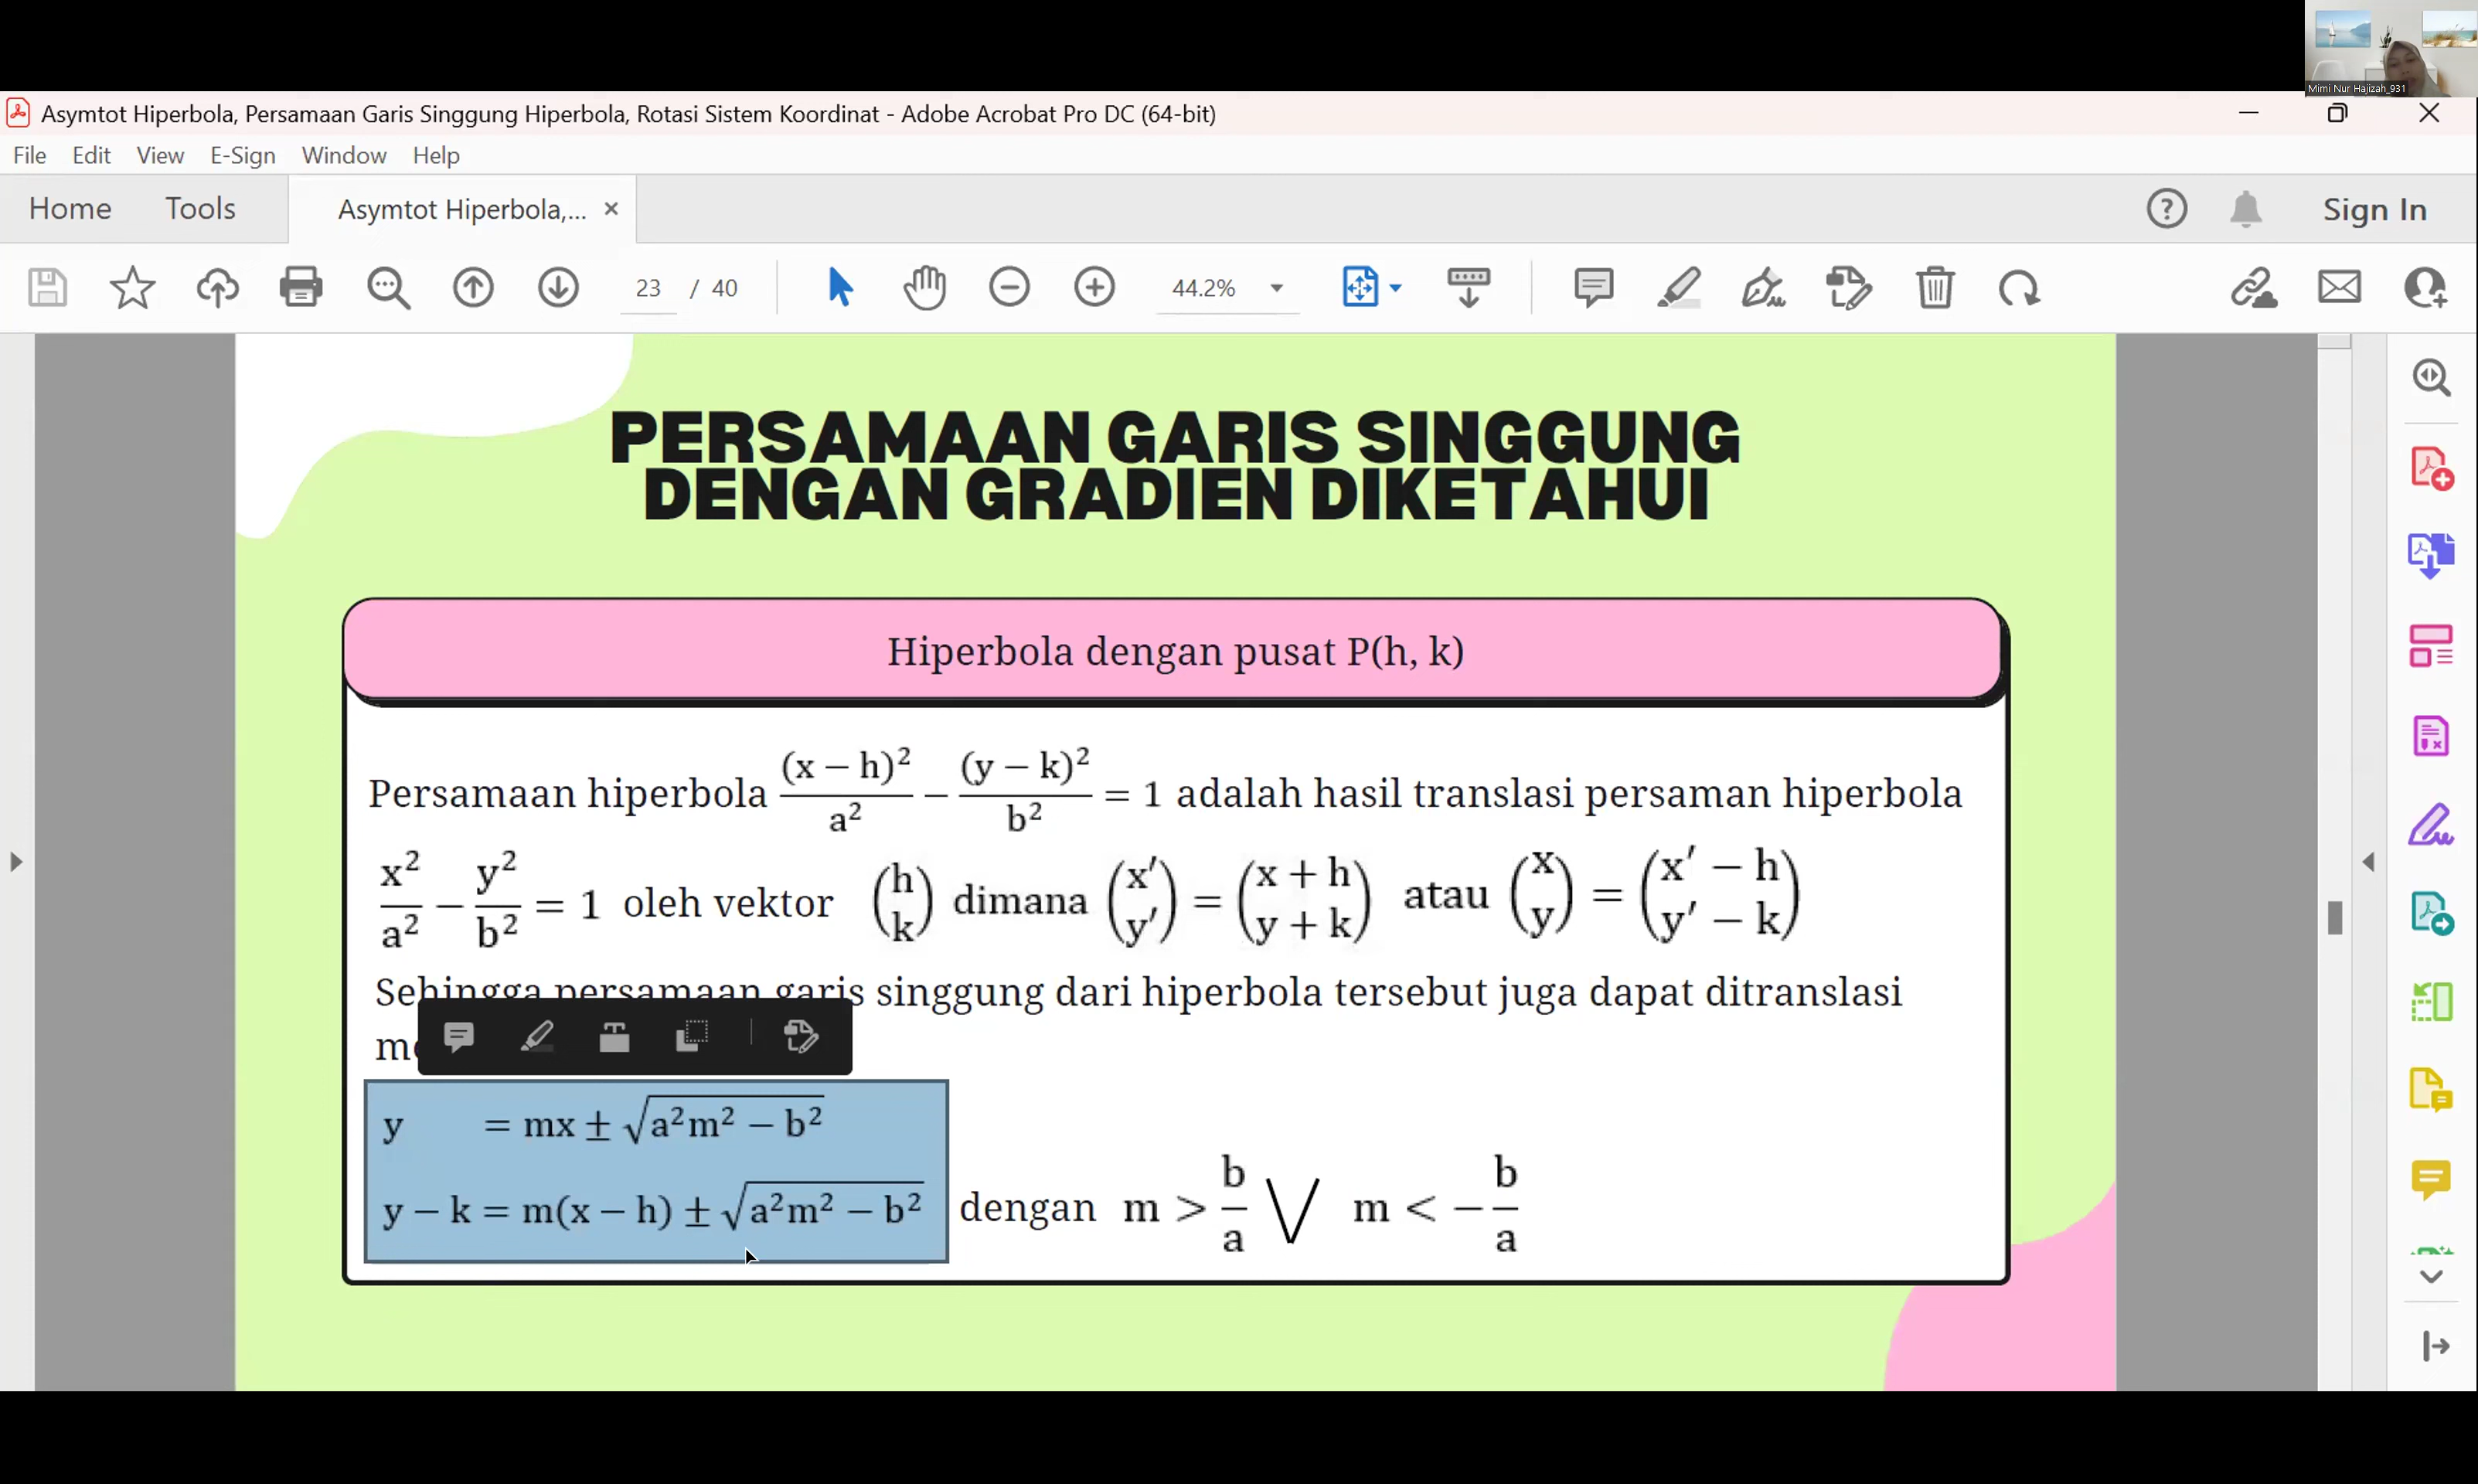 Mimi Nur Hajizah_931
Asymtot Hiperbola, Persamaan Garis Singgung Hiperbola, Rotasi Sistem Koordinat - Adobe Acrobat Pro DC (64-bit)
File Edit View E-Sign Window Help
Home Tools Asymtot Hiperbola,... × Sign In
23 / 40 44.2%
PERSAMAAN GARIS SINGGUNG
DENGAN GRADIEN DIKETAHUI
Hiperbola dengan pusat P(h, k)
Persamaan hiperbola (x − h)²/a² − (y − k)²/b² = 1 adalah hasil translasi persaman hiperbola
x²/a² − y²/b² = 1 oleh vektor (h k) dimana (x′ y′) = (x + h y + k) atau (x y) = (x′ − h y′ − k)
Sehingga persamaan garis singgung dari hiperbola tersebut juga dapat ditranslasi
y = mx ± √a²m² − b²
y − k = m(x − h) ± √a²m² − b² dengan m > b/a ⋁ m < − b/a